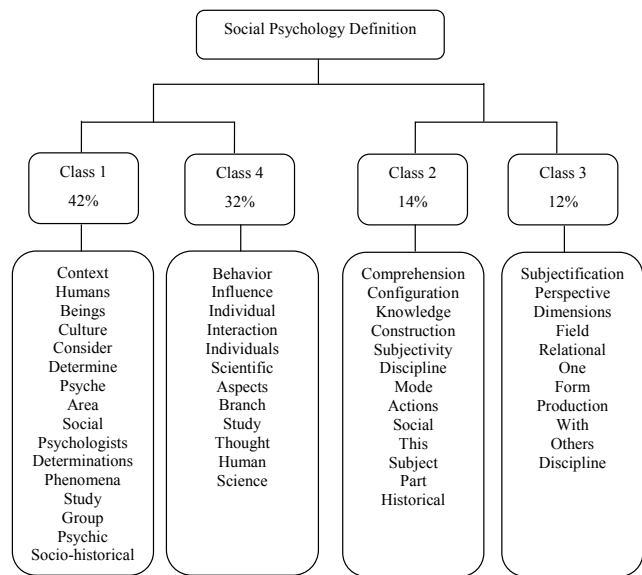 Social Psychology Definition
Class 1
42%
Class 4
32%
Class 2
14%
Class 3
12%
Context
Humans
Beings
Culture
Consider
Determine
Psyche
Area
Social
Psychologists
Determinations
Phenomena
Study
Group
Psychic
Socio-historical
Behavior
Influence
Individual
Interaction
Individuals
Scientific
Aspects
Branch
Study
Thought
Human
Science
Comprehension
Configuration
Knowledge
Construction
Subjectivity
Discipline
Mode
Actions
Social
This
Subject
Part
Historical
Subjectification
Perspective
Dimensions
Field
Relational
One
Form
Production
With
Others
Discipline